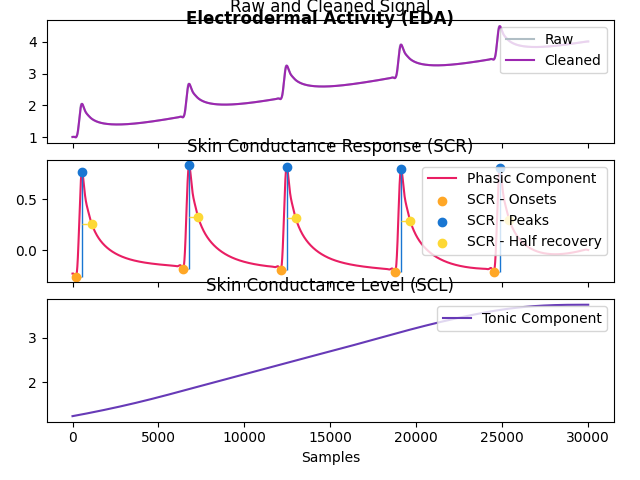 Raw and Cleaned Signal
Electrodermal Activity (EDA)
4
3
2
1
Raw
Cleaned
Skin Conductance Response (SCR)
0.5
0.0
Phasic Component
SCR - Onsets
SCR - Peaks
SCR - Half recovery
Skin Conductance Level (SCL)
3
2
Tonic Component
0 5000 10000 15000 20000 25000 30000
Samples